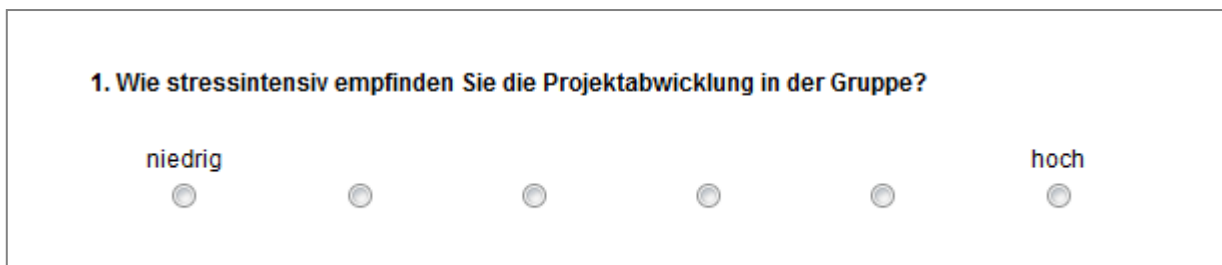 1. Wie stressintensiv empfinden Sie die Projektabwicklung in der Gruppe?
niedrig hoch